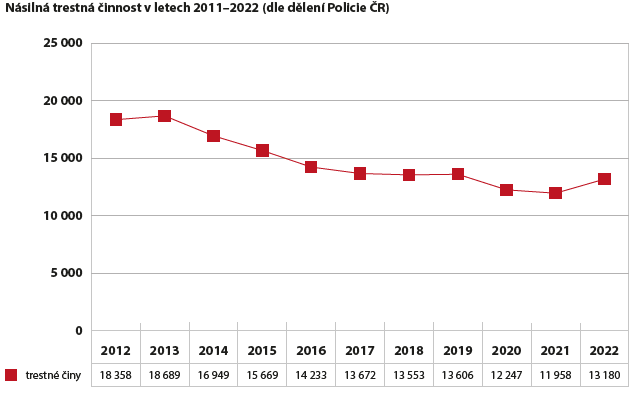 Násilná trestná činnost v letech 2011–2022 (dle dělení Policie ČR)
25 000
20 000
15 000
10 000
5 000
0
2012 2013 2014 2015 2016 2017 2018 2019 2020 2021 2022
trestné činy 18 358 18 689 16 949 15 669 14 233 13 672 13 553 13 606 12 247 11 958 13 180